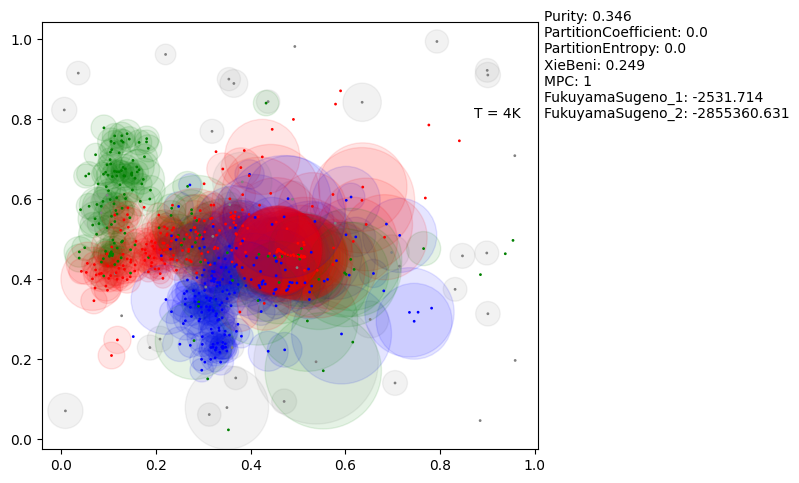 Purity: 0.346
PartitionCoefficient: 0.0
PartitionEntropy: 0.0
XieBeni: 0.249
MPC: 1
FukuyamaSugeno_1: -2531.714
FukuyamaSugeno_2: -2855360.631
T = 4K
1.0
0.8
0.6
0.4
0.2
0.0
0.0 0.2 0.4 0.6 0.8 1.0